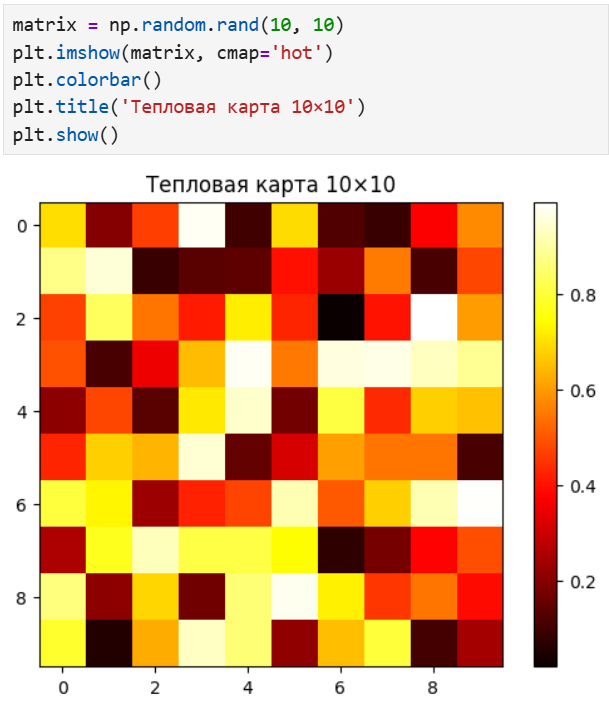 matrix = np.random.rand(10, 10)
plt.imshow(matrix, cmap='hot')
plt.colorbar()
plt.title('Тепловая карта 10×10')
plt.show()
Тепловая карта 10×10
0
2
4
6
8
0 2 4 6 8
0.8
0.6
0.4
0.2